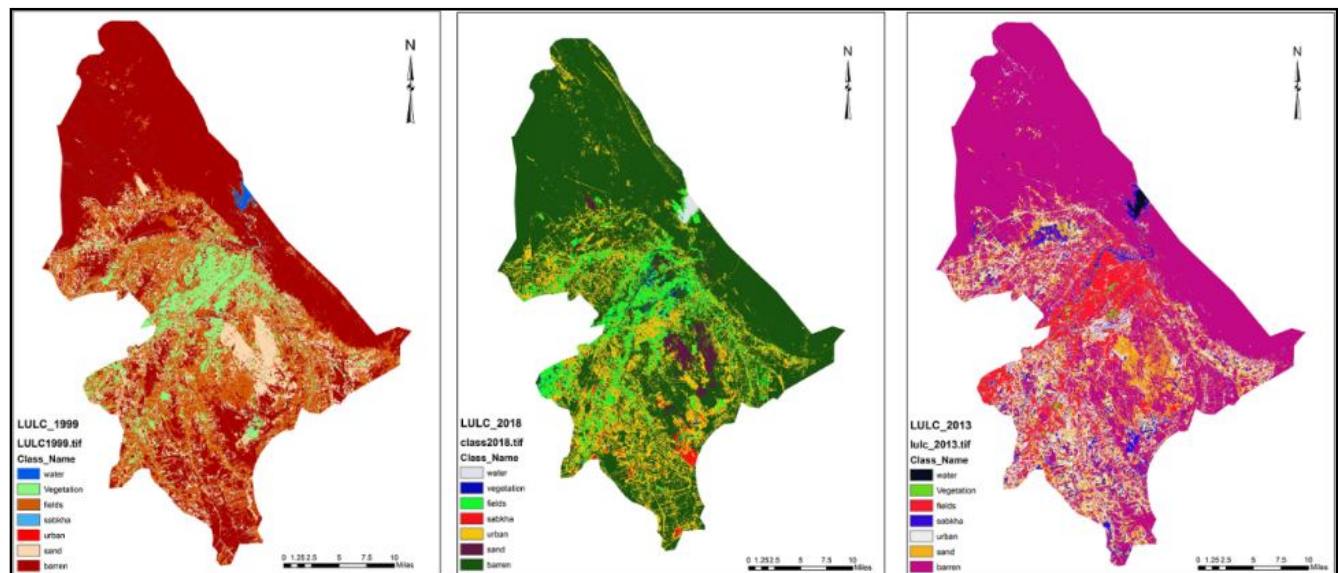 N
LULC_1999
LULC1999.tif
Class_Name
water
Vegetation
fields
sabkha
urban
sand
barren
0 1.25 2.5 5 7.5 10
Miles
N
LULC_2018
class2018.tif
Class_Name
water
vegetation
fields
sabkha
urban
sand
barren
0 1.25 2.5 5 7.5 10
Miles
N
LULC_2013
lulc_2013.tif
Class_Name
water
Vegetation
fields
sabkha
urban
sand
barren
0 1.25 2.5 5 7.5 10
Miles